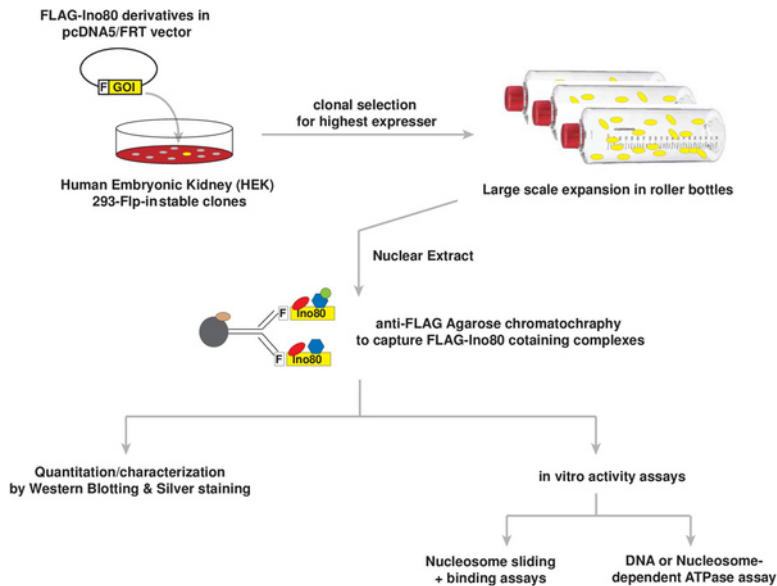 FLAG-Ino80 derivatives in
pcDNA5/FRT vector
F GOI
clonal selection
for highest expresser
Human Embryonic Kidney (HEK)
293-Flp-in stable clones
Large scale expansion in roller bottles
Nuclear Extract
F Ino80
F Ino80
anti-FLAG Agarose chromatochraphy
to capture FLAG-Ino80 cotaining complexes
Quantitation/characterization
by Western Blotting & Silver staining
in vitro activity assays
Nucleosome sliding
+ binding assays
DNA or Nucleosome-
dependent ATPase assay